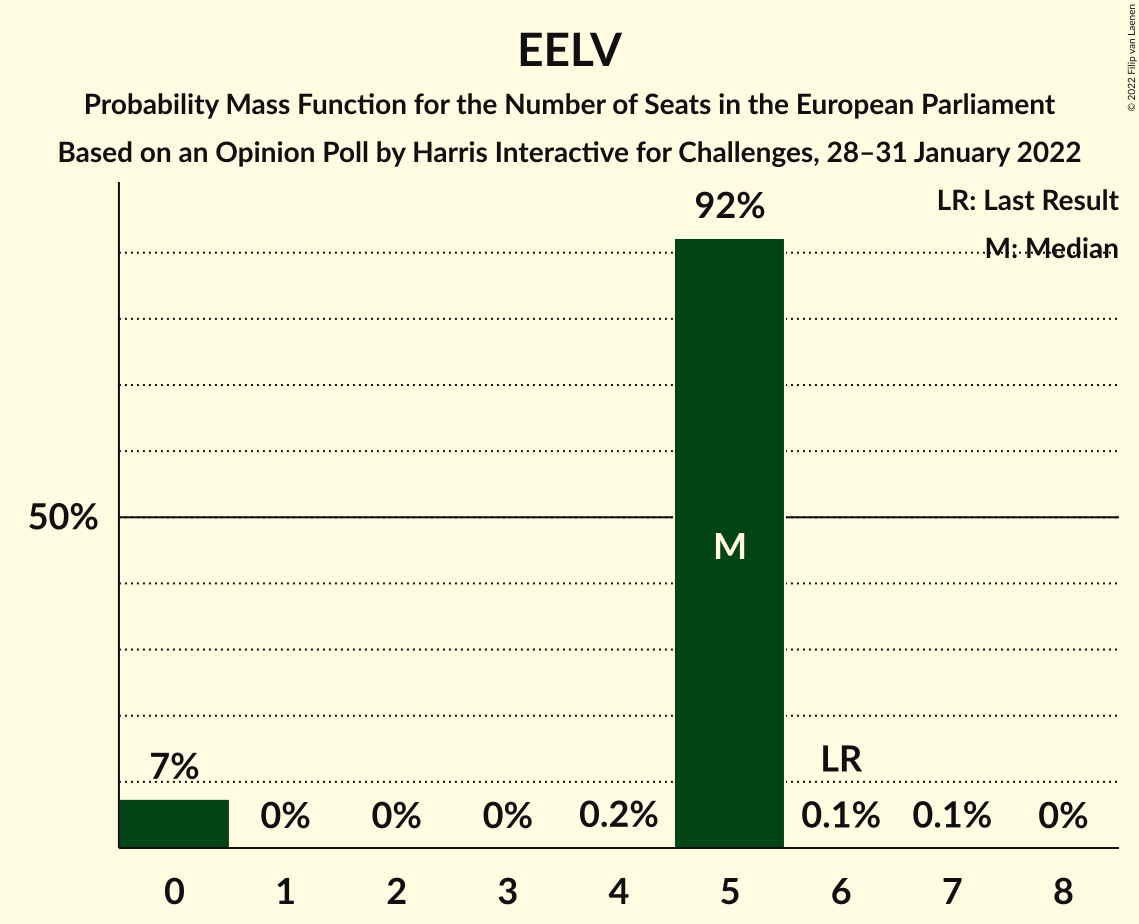 EELV
Probability Mass Function for the Number of Seats in the European Parliament
Based on an Opinion Poll by Harris Interactive for Challenges, 28–31 January 2022
© 2022 Filip van Laenen
LR: Last Result
M: Median
92%
50%
M
7%
0%
0%
0%
0.2%
LR
0.1%
0.1%
0%
0 1 2 3 4 5 6 7 8